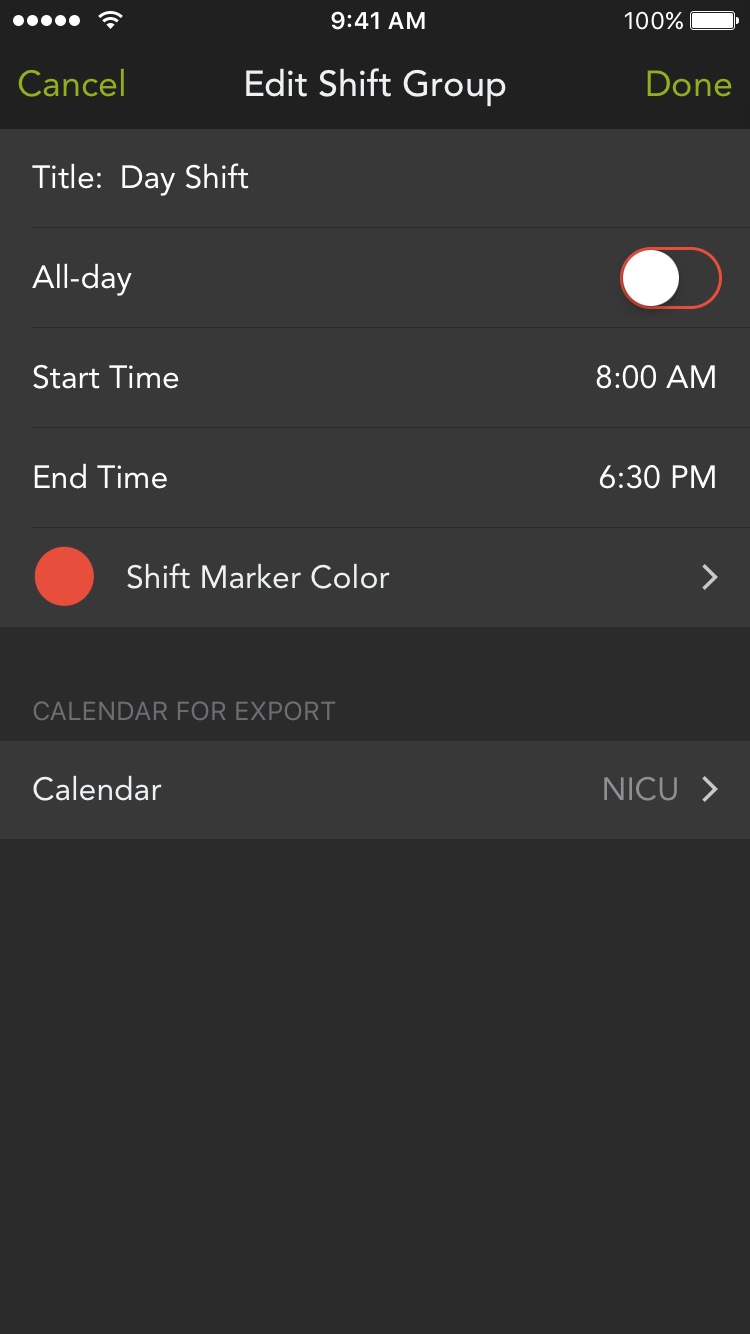 9:41 AM 100%
Cancel Edit Shift Group Done
Title: Day Shift
All-day
Start Time 8:00 AM
End Time 6:30 PM
Shift Marker Color
CALENDAR FOR EXPORT
Calendar NICU